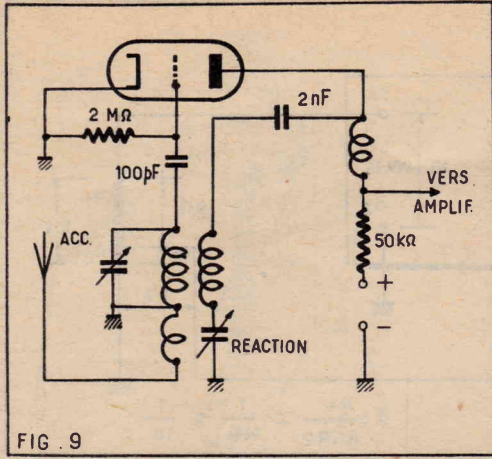 2 MΩ
2nF
100pF
VERS
AMPLIF.
ACC.
50kΩ
+
−
REACTION
FIG. 9